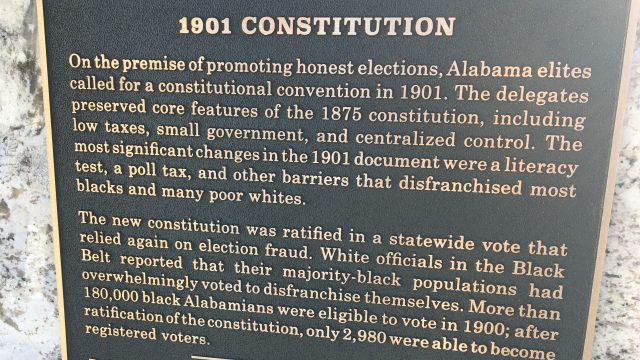 1901 CONSTITUTION
On the premise of promoting honest elections, Alabama elites
called for a constitutional convention in 1901. The delegates
preserved core features of the 1875 constitution, including
low taxes, small government, and centralized control. The
most significant changes in the 1901 document were a literacy
test, a poll tax, and other barriers that disfranchised most
blacks and many poor whites.
The new constitution was ratified in a statewide vote that
relied again on election fraud. White officials in the Black
Belt reported that their majority-black populations had
overwhelmingly voted to disfranchise themselves. More than
180,000 black Alabamians were eligible to vote in 1900; after
ratification of the constitution, only 2,980 were able to become
registered voters.